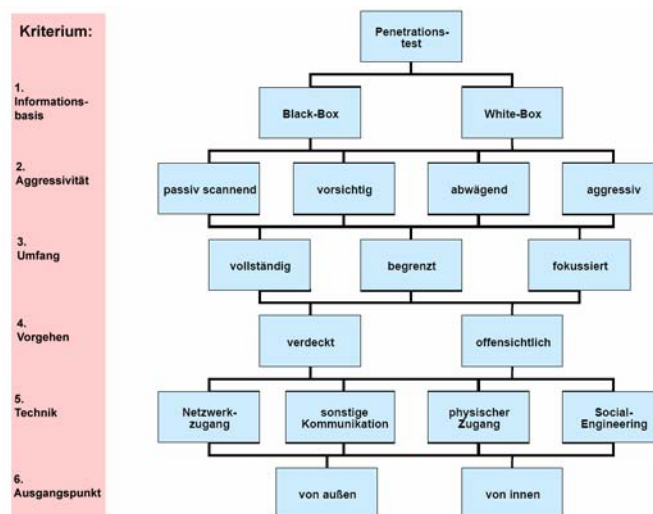 Kriterium:
Penetrations-
test
1.
Informations-
basis
Black-Box
White-Box
2.
Aggressivität
passiv scannend
vorsichtig
abwägend
aggressiv
3.
Umfang
vollständig
begrenzt
fokussiert
4.
Vorgehen
verdeckt
offensichtlich
5.
Technik
Netzwerk-
zugang
sonstige
Kommunikation
physischer
Zugang
Social-
Engineering
6.
Ausgangspunkt
von außen
von innen